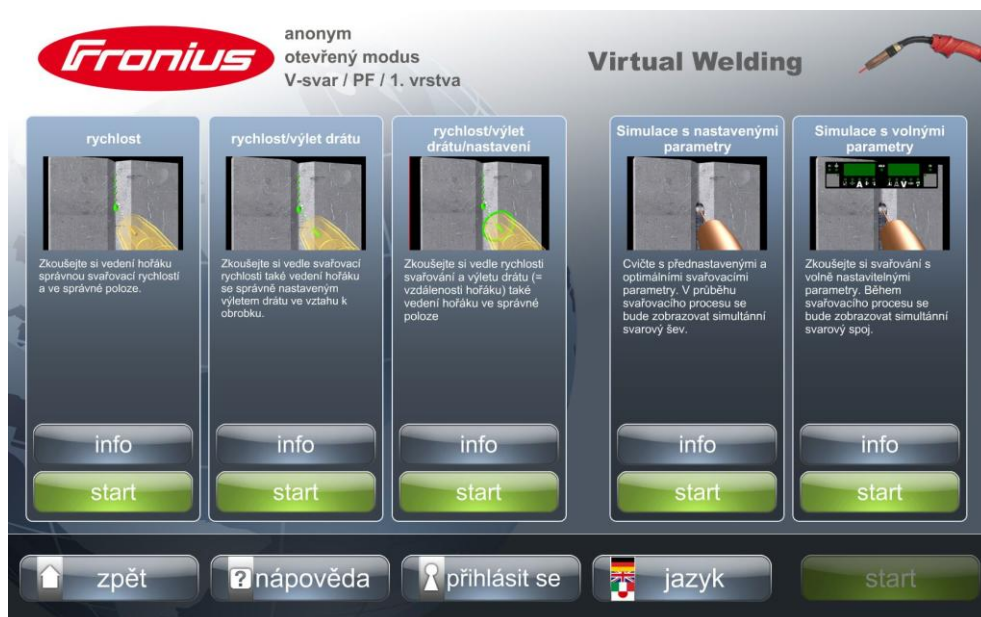 Fronius
anonym
otevřený modus
V-svar / PF / 1. vrstva
Virtual Welding
rychlost
Zkoušejte si vedení hořáku
správnou svařovací rychlostí
a ve správné poloze.
info
start
rychlost/výlet drátu
Zkoušejte si vedle svařovací
rychlosti také vedení hořáku
se správně nastaveným
výletem drátu ve vztahu k
obrobku.
info
start
rychlost/výlet
drátu/nastavení
Zkoušejte si vedle rychlosti
svařování a výletu drátu (=
vzdálenosti hořáku) také
vedení hořáku ve správné
poloze
info
start
Simulace s nastavenými
parametry
Cvičte s přednastavenými a
optimálními svařovacími
parametry. V průběhu
svařovacího procesu se
bude zobrazovat simultánní
svarový šev.
info
start
Simulace s volnými
parametry
A V
Zkoušejte si svařování s
volně nastavitelnými
parametry. Během
svařovacího procesu se
bude zobrazovat simultánní
svarový spoj.
info
start
zpět
? nápověda
přihlásit se
jazyk
start